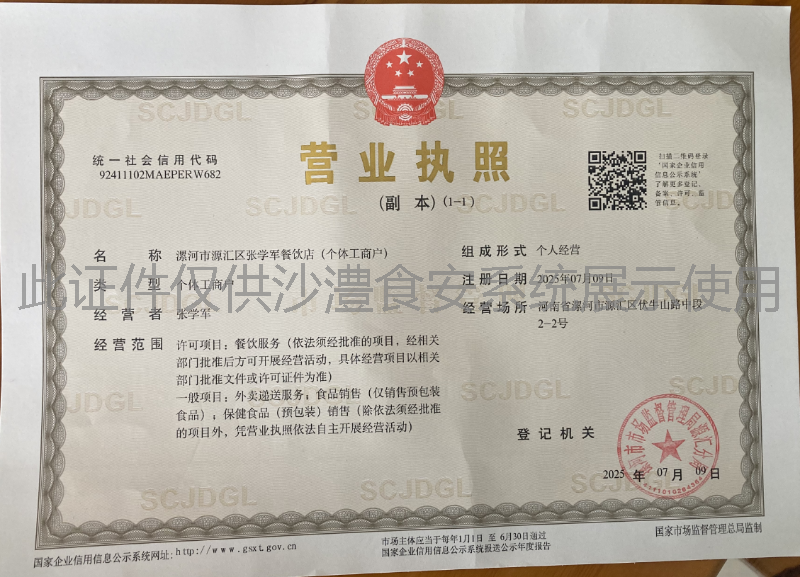 SCJDGL SCJDGL SCJDGL
统一社会信用代码
92411102MAEPERW682
营业执照
(副 本)(1-1)
扫描二维码登录
'国家企业信用
信息公示系统'
了解更多登记、
备案、许可、监
管信息。
名 称 漯河市源汇区张学军餐饮店(个体工商户)
类 型 个体工商户
经 营 者 张学军
经营范围 许可项目:餐饮服务(依法须经批准的项目,经相关
部门批准后方可开展经营活动,具体经营项目以相关
部门批准文件或许可证件为准)
一般项目:外卖递送服务;食品销售(仅销售预包装
食品);保健食品(预包装)销售(除依法须经批准
的项目外,凭营业执照依法自主开展经营活动)
组成形式 个人经营
注册日期 2025年07月09日
经营场所 河南省漯河市源汇区伏牛山路中段
2-2号
此证件仅供沙澧食安系统展示使用
登记机关
漯河市市场监督管理局源汇分局
2025 年 07 月 09 日
国家企业信用信息公示系统网址:http://www.gsxt.gov.cn
市场主体应当于每年1月1日 至 6月30日通过
国家企业信用信息公示系统报送公示年度报告
国家市场监督管理总局监制